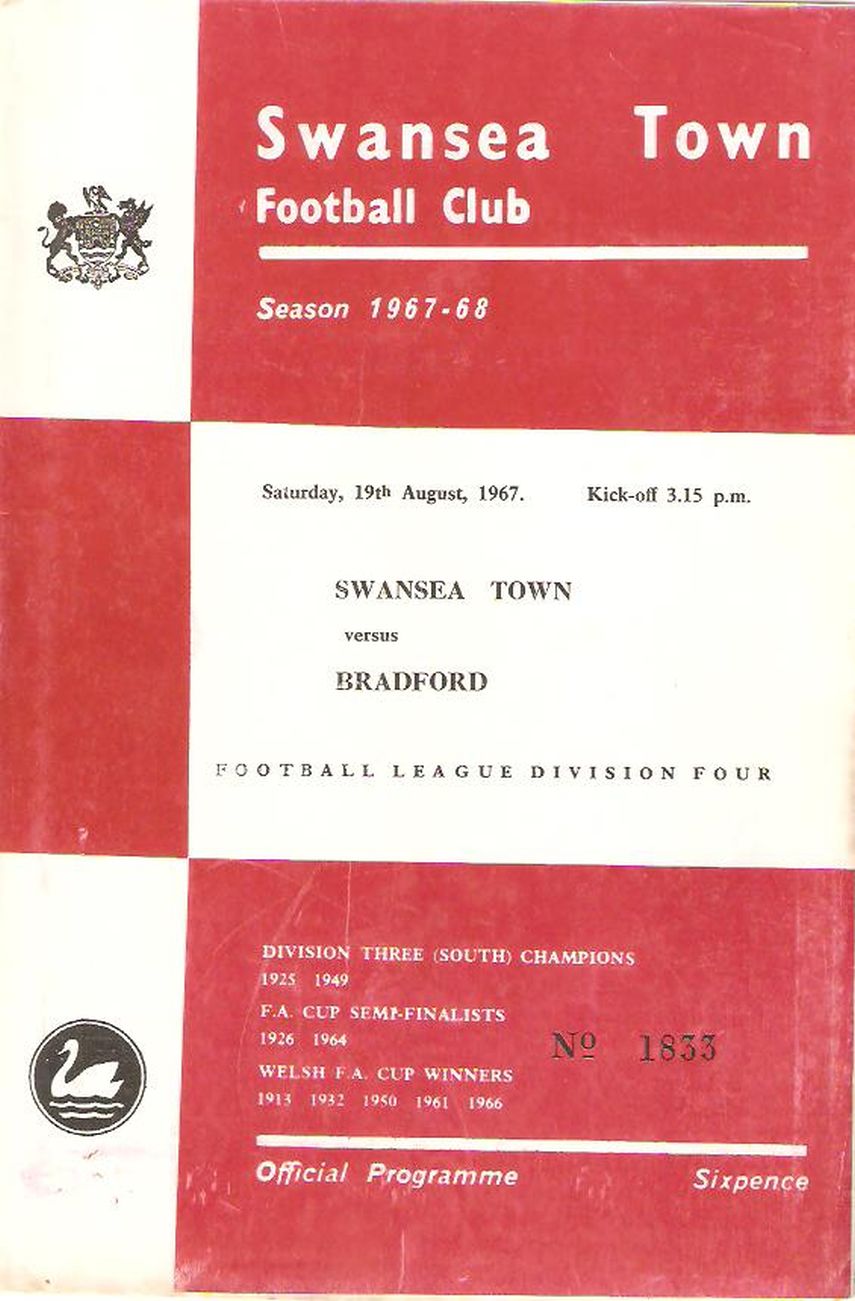 Swansea Town
Football Club
Season 1967-68
Saturday, 19th August, 1967. Kick-off 3.15 p.m.
SWANSEA TOWN
versus
BRADFORD
FOOTBALL LEAGUE DIVISION FOUR
DIVISION THREE (SOUTH) CHAMPIONS
1925 1949
F.A. CUP SEMI-FINALISTS
1926 1964
Nº 1833
WELSH F.A. CUP WINNERS
1913 1932 1950 1961 1966
Official Programme Sixpence